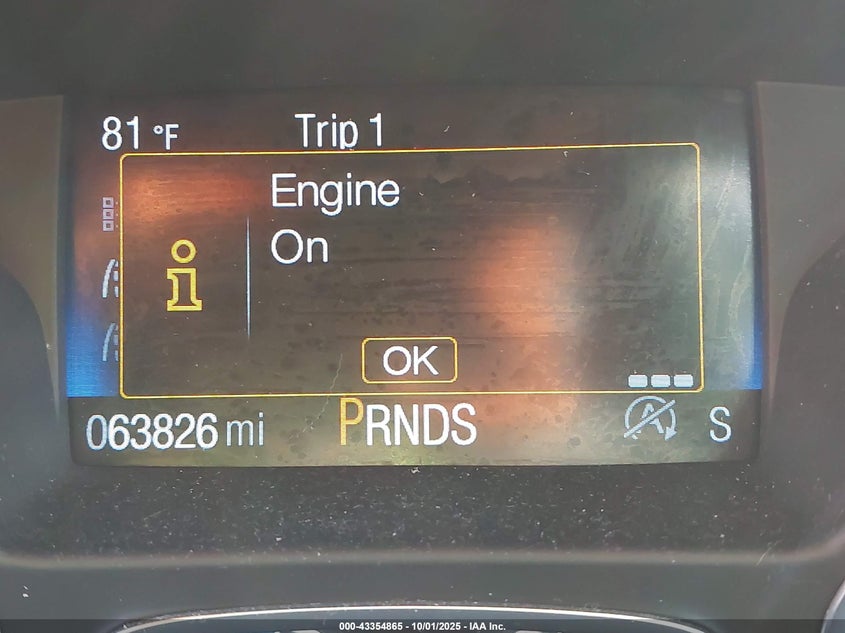 81 °F Trip 1
Engine
On
OK
063826 mi PRNDS A S
000-43354865 - 10/01/2025 - IAA Inc.